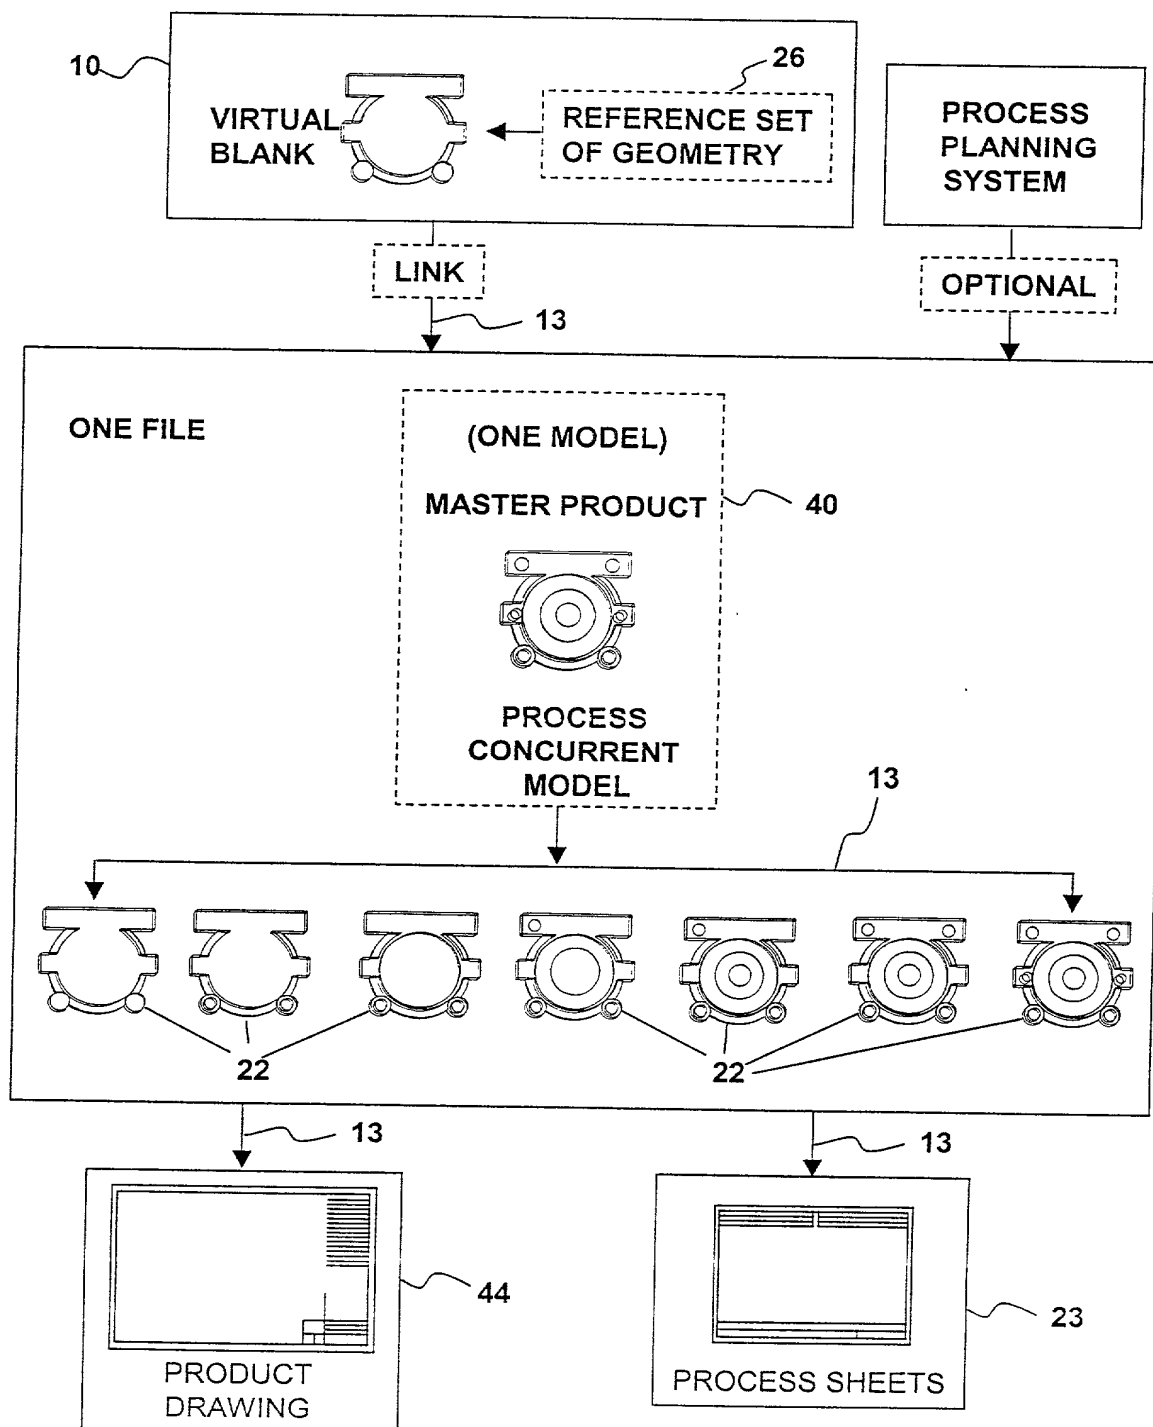 10
VIRTUAL
BLANK
26
REFERENCE SET
OF GEOMETRY
PROCESS
PLANNING
SYSTEM
LINK
13
OPTIONAL
ONE FILE
(ONE MODEL)
MASTER PRODUCT
40
PROCESS
CONCURRENT
MODEL
13
22
22
13
13
44
PRODUCT
DRAWING
23
PROCESS SHEETS